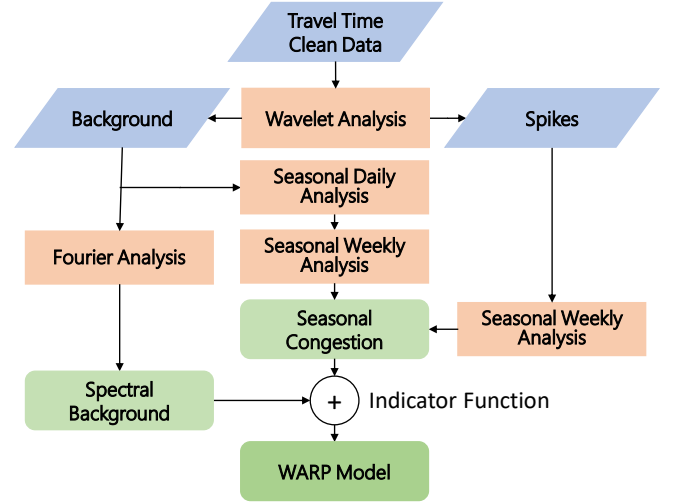 Travel Time
Clean Data
Background
Wavelet Analysis
Spikes
Seasonal Daily
Analysis
Fourier Analysis
Seasonal Weekly
Analysis
Seasonal
Congestion
Seasonal Weekly
Analysis
Spectral
Background
+
Indicator Function
WARP Model